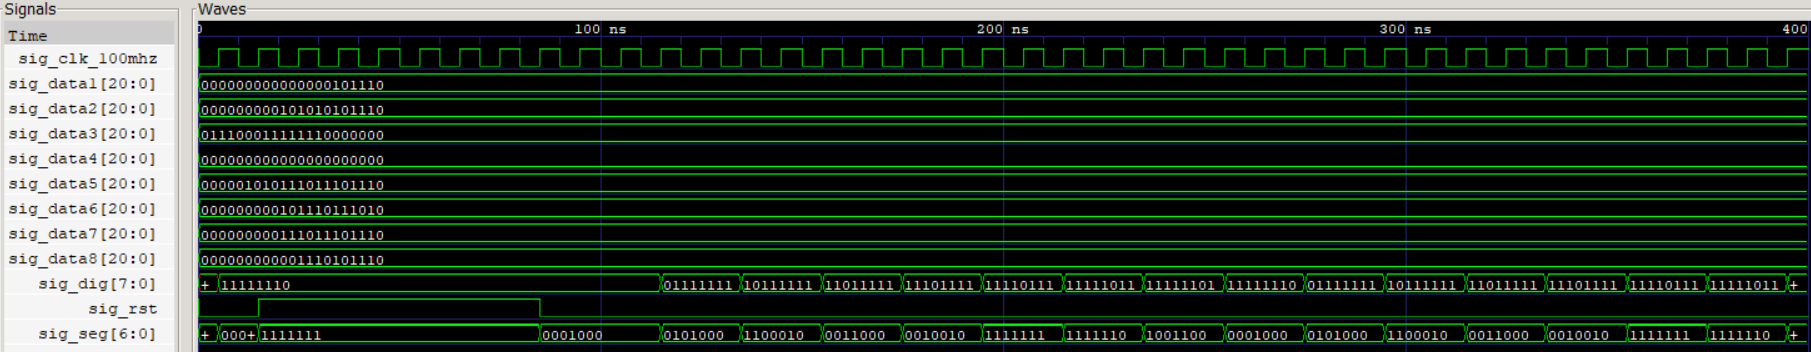 Signals
Waves
Time
0 100 ns 200 ns 300 ns 400
sig_clk_100mhz
sig_data1[20:0] 000000000000000101110
sig_data2[20:0] 000000000101010101110
sig_data3[20:0] 011100011111110000000
sig_data4[20:0] 000000000000000000000
sig_data5[20:0] 000001010111011101110
sig_data6[20:0] 000000000101110111010
sig_data7[20:0] 000000000111011101110
sig_data8[20:0] 000000000001110101110
sig_dig[7:0] + 11111110 01111111 10111111 11011111 11101111 11110111 11111011 11111101 11111110 01111111 10111111 11011111 11101111 11110111 11111011 +
sig_rst
sig_seg[6:0] + 000+ 1111111 0001000 0101000 1100010 0011000 0010010 1111111 1111110 1001100 0001000 0101000 1100010 0011000 0010010 1111111 1111110 +